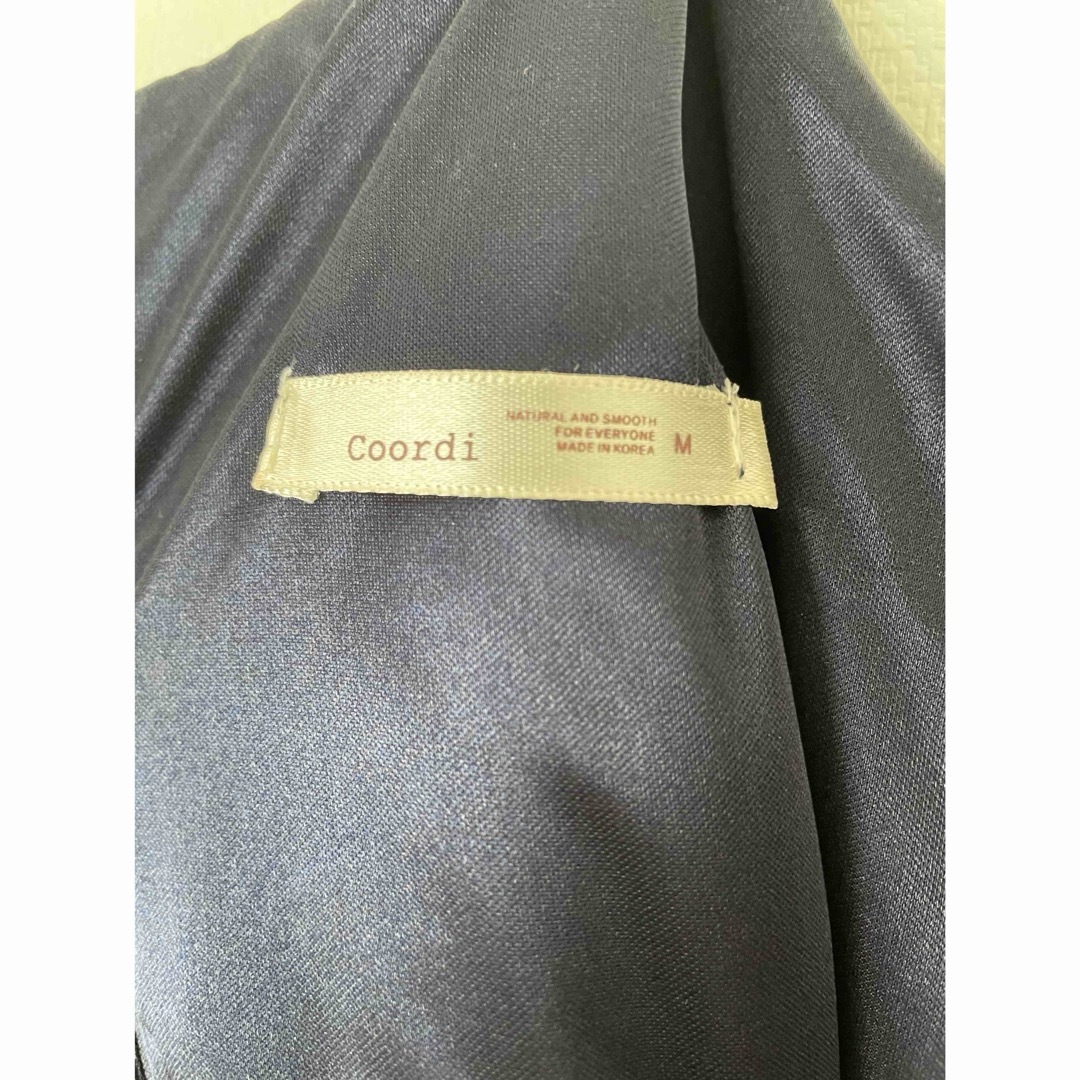 Coordi
NATURAL AND SMOOTH
FOR EVERYONE
MADE IN KOREA
M